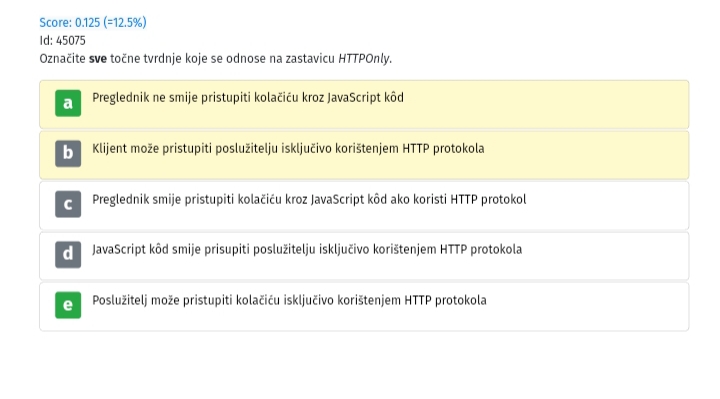 Score: 0.125 (=12.5%)
Id: 45075
Označite sve točne tvrdnje koje se odnose na zastavicu HTTPOnly.
a Preglednik ne smije pristupiti kolačiću kroz JavaScript kôd
b Klijent može pristupiti poslužitelju isključivo korištenjem HTTP protokola
c Preglednik smije pristupiti kolačiću kroz JavaScript kôd ako koristi HTTP protokol
d JavaScript kôd smije prisupiti poslužitelju isključivo korištenjem HTTP protokola
e Poslužitelj može pristupiti kolačiću isključivo korištenjem HTTP protokola